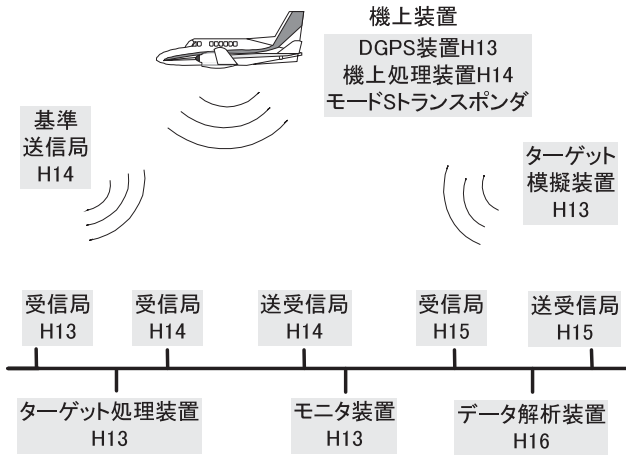 機上装置
DGPS装置H13
機上処理装置H14
モードSトランスポンダ
基準
送信局
H14
ターゲット
模擬装置
H13
受信局
H13
受信局
H14
送受信局
H14
受信局
H15
送受信局
H15
ターゲット処理装置
H13
モニタ装置
H13
データ解析装置
H16